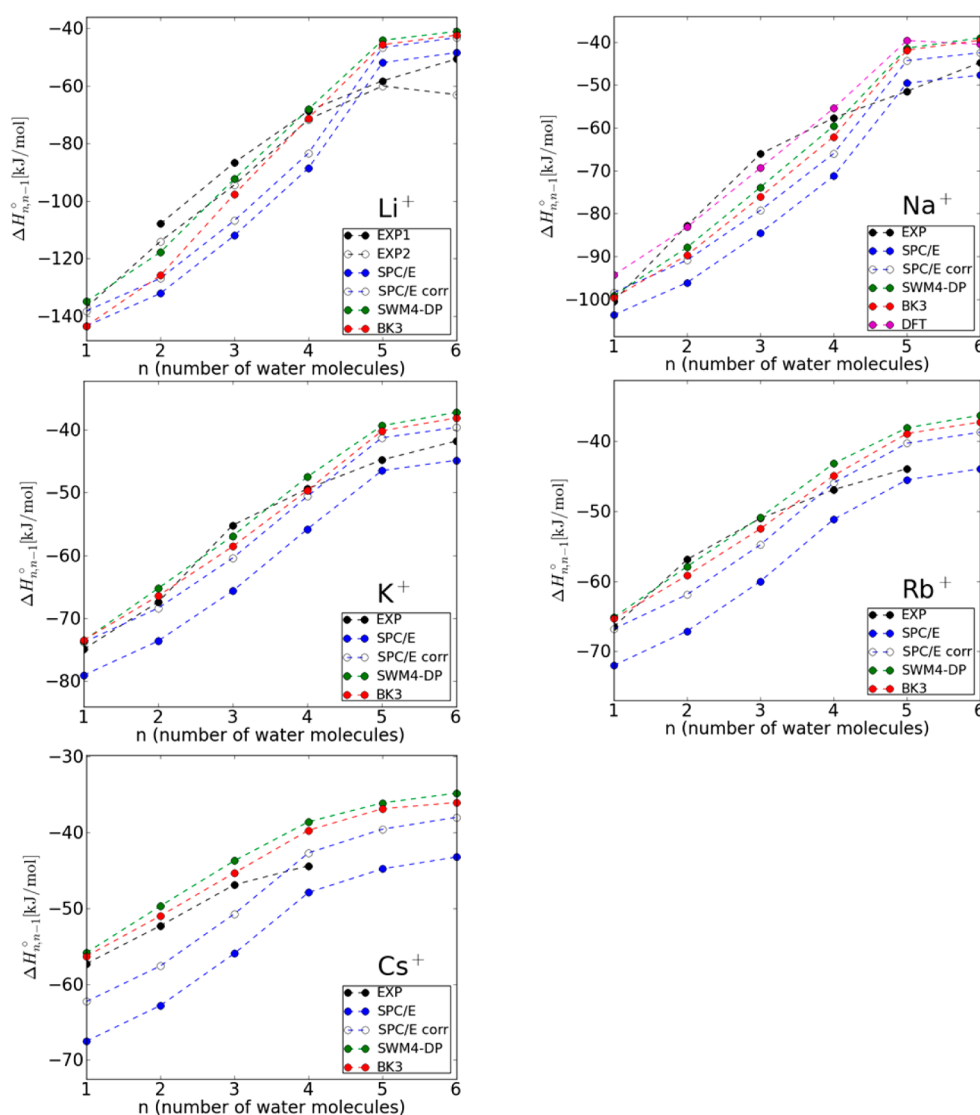 −40
−60
−80
−100
−120
−140
ΔH°n,n−1[kJ/mol]
Li+
EXP1
EXP2
SPC/E
SPC/E corr
SWM4-DP
BK3
1 2 3 4 5 6
n (number of water molecules)
−40
−50
−60
−70
−80
−90
−100
ΔH°n,n−1[kJ/mol]
Na+
EXP
SPC/E
SPC/E corr
SWM4-DP
BK3
DFT
1 2 3 4 5 6
n (number of water molecules)
−40
−50
−60
−70
−80
ΔH°n,n−1[kJ/mol]
K+
EXP
SPC/E
SPC/E corr
SWM4-DP
BK3
1 2 3 4 5 6
n (number of water molecules)
−40
−50
−60
−70
ΔH°n,n−1[kJ/mol]
Rb+
EXP
SPC/E
SPC/E corr
SWM4-DP
BK3
1 2 3 4 5 6
n (number of water molecules)
−30
−40
−50
−60
−70
ΔH°n,n−1[kJ/mol]
Cs+
EXP
SPC/E
SPC/E corr
SWM4-DP
BK3
1 2 3 4 5 6
n (number of water molecules)